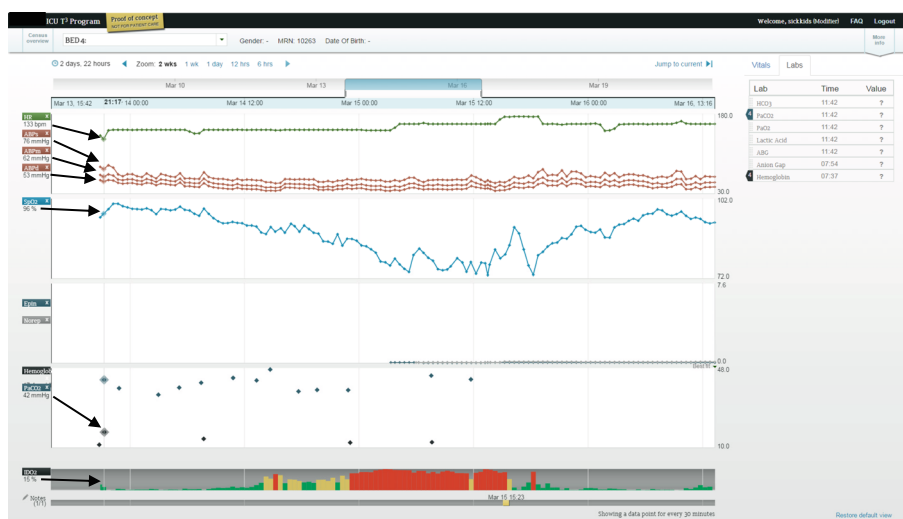 ICU T³ Program
Proof of concept
NOT FOR PATIENT CARE
Welcome, sickkids (Modifier) FAQ Logout
Census overview
BED 4:
Gender: - MRN: 10263 Date Of Birth: -
More info
2 days, 22 hours Zoom: 2 wks 1 wk 1 day 12 hrs 6 hrs
Jump to current
Mar 10 Mar 13 Mar 16 Mar 19
Mar 13, 15:42 21:17 14 00:00 Mar 14 12:00 Mar 15 00:00 Mar 15 12:00 Mar 16 00:00 Mar 16, 13:16
HR x
133 bpm
ABPs x
76 mmHg
ABPm x
62 mmHg
ABPd x
53 mmHg
180.0
30.0
SpO2 x
96 %
102.0
72.0
Epin x
Norep x
7.6
0.0
Hemoglob
PaCO2 x
42 mmHg
48.0
10.0
IDO2
15 %
Notes
(1/1)
Mar 15 15:23
Showing a data point for every 30 minutes
Vitals Labs
Lab Time Value
HCO3 11:42 ?
4 PaCO2 11:42 ?
PaO2 11:42 ?
Lactic Acid 11:42 ?
ABG 11:42 ?
Anion Gap 07:54 ?
4 Hemoglobin 07:37 ?
Restore default view